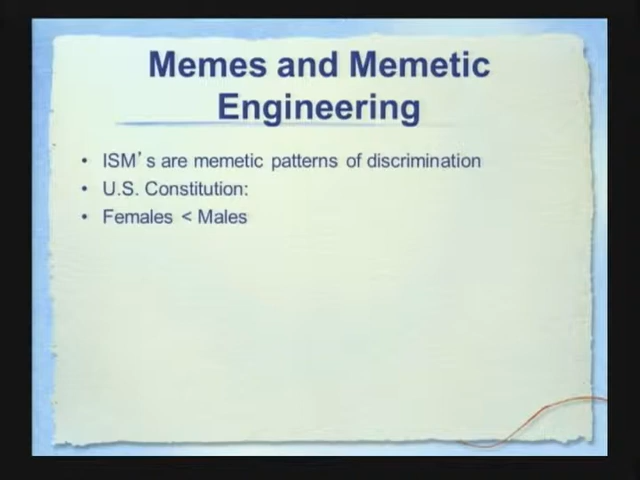 Memes and Memetic
Engineering
• ISM's are memetic patterns of discrimination
• U.S. Constitution:
• Females < Males